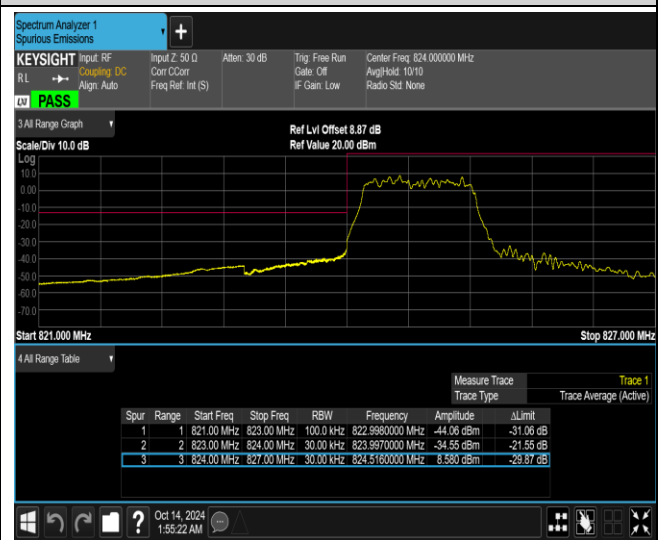 Spectrum Analyzer 1
Spurious Emissions
+
KEYSIGHT Input: RF Input Z: 50 Ω Atten: 30 dB Trig: Free Run Center Freq: 824.000000 MHz
RL Coupling: DC Corr CCorr Gate: Off Avg|Hold: 10/10
Align: Auto Freq Ref: Int (S) IF Gain: Low Radio Std: None
PASS
3 All Range Graph
Ref Lvl Offset 8.87 dB
Scale/Div 10.0 dB Ref Value 20.00 dBm
Log
10.0
0.00
-10.0
-20.0
-30.0
-40.0
-50.0
-60.0
-70.0
Start 821.000 MHz Stop 827.000 MHz
4 All Range Table
Measure Trace Trace 1
Trace Type Trace Average (Active)
Spur Range Start Freq Stop Freq RBW Frequency Amplitude ΔLimit
1 1 821.00 MHz 823.00 MHz 100.0 kHz 822.9980000 MHz -44.06 dBm -31.06 dB
2 2 823.00 MHz 824.00 MHz 30.00 kHz 823.9970000 MHz -34.55 dBm -21.55 dB
3 3 824.00 MHz 827.00 MHz 30.00 kHz 824.5160000 MHz 8.580 dBm -29.87 dB
? Oct 14, 2024
1:55:22 AM